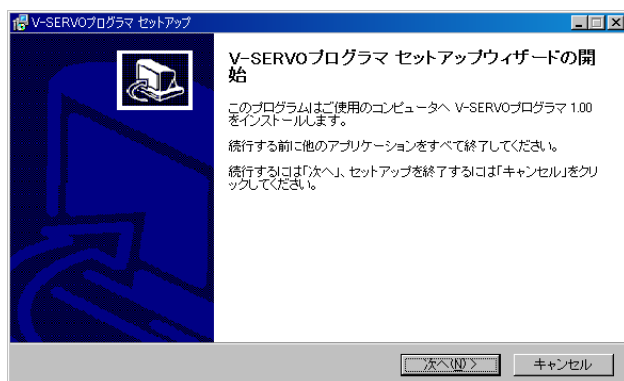 V-SERVOプログラマ セットアップ
V-SERVOプログラマ セットアップウィザードの開
始
このプログラムはご使用のコンピュータへ V-SERVOプログラマ 1.00
をインストールします。
続行する前に他のアプリケーションをすべて終了してください。
続行するには「次へ」、セットアップを終了するには「キャンセル」をクリ
ックしてください。
次へ(N) >
キャンセル